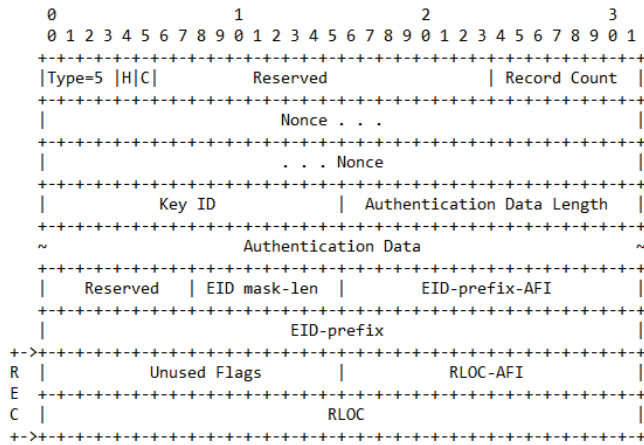 0                   1                   2                   3
 0 1 2 3 4 5 6 7 8 9 0 1 2 3 4 5 6 7 8 9 0 1 2 3 4 5 6 7 8 9 0 1
+-+-+-+-+-+-+-+-+-+-+-+-+-+-+-+-+-+-+-+-+-+-+-+-+-+-+-+-+-+-+-+-+
|Type=5 |H|C|          Reserved                 | Record Count  |
+-+-+-+-+-+-+-+-+-+-+-+-+-+-+-+-+-+-+-+-+-+-+-+-+-+-+-+-+-+-+-+-+
|                         Nonce . . .                           |
+-+-+-+-+-+-+-+-+-+-+-+-+-+-+-+-+-+-+-+-+-+-+-+-+-+-+-+-+-+-+-+-+
|                         . . . Nonce                           |
+-+-+-+-+-+-+-+-+-+-+-+-+-+-+-+-+-+-+-+-+-+-+-+-+-+-+-+-+-+-+-+-+
|            Key ID             |  Authentication Data Length   |
+-+-+-+-+-+-+-+-+-+-+-+-+-+-+-+-+-+-+-+-+-+-+-+-+-+-+-+-+-+-+-+-+
~                     Authentication Data                       ~
+-+-+-+-+-+-+-+-+-+-+-+-+-+-+-+-+-+-+-+-+-+-+-+-+-+-+-+-+-+-+-+-+
|    Reserved   | EID mask-len  |        EID-prefix-AFI         |
+-+-+-+-+-+-+-+-+-+-+-+-+-+-+-+-+-+-+-+-+-+-+-+-+-+-+-+-+-+-+-+-+
|                          EID-prefix                           |
+->+-+-+-+-+-+-+-+-+-+-+-+-+-+-+-+-+-+-+-+-+-+-+-+-+-+-+-+-+-+-+-+-+
R  |           Unused Flags        |           RLOC-AFI            |
E  +-+-+-+-+-+-+-+-+-+-+-+-+-+-+-+-+-+-+-+-+-+-+-+-+-+-+-+-+-+-+-+-+
C  |                              RLOC                             |
+->+-+-+-+-+-+-+-+-+-+-+-+-+-+-+-+-+-+-+-+-+-+-+-+-+-+-+-+-+-+-+-+-+